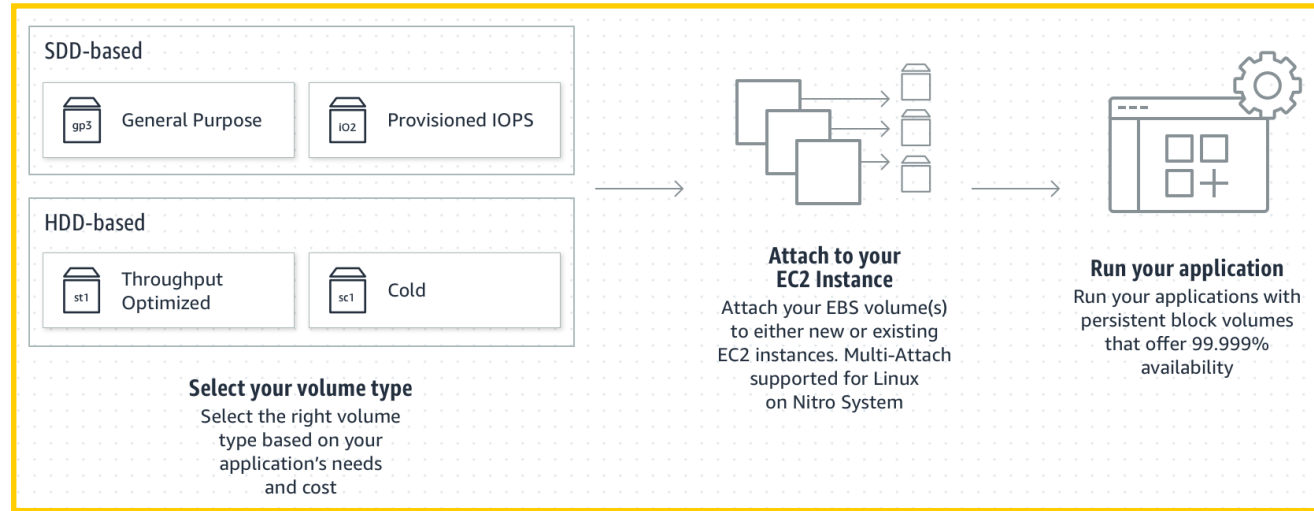 SDD-based
gp3
General Purpose
iO2
Provisioned IOPS
HDD-based
st1
Throughput
Optimized
sc1
Cold
Select your volume type
Select the right volume
type based on your
application's needs
and cost
Attach to your
EC2 Instance
Attach your EBS volume(s)
to either new or existing
EC2 instances. Multi-Attach
supported for Linux
on Nitro System
Run your application
Run your applications with
persistent block volumes
that offer 99.999%
availability